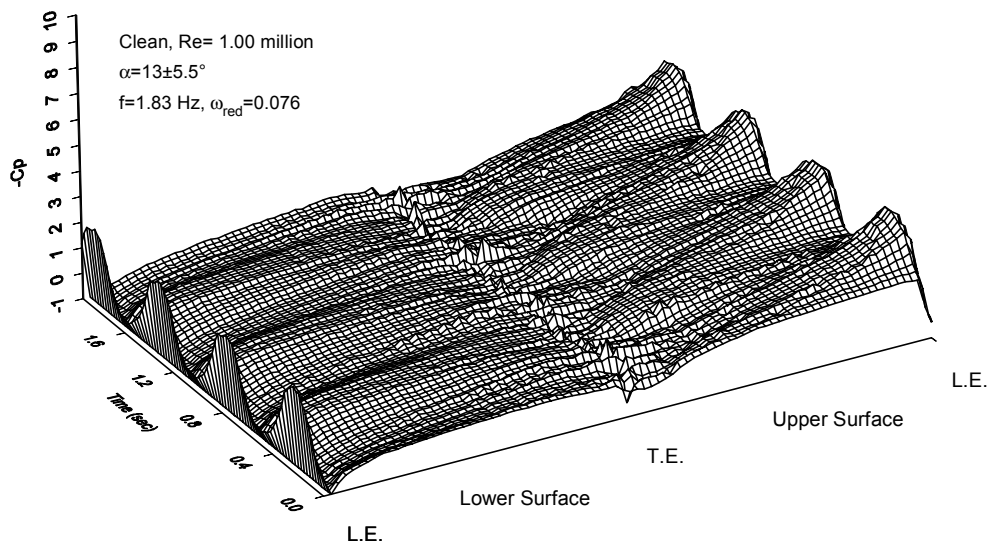 10
9
8
7
6
5
4
3
2
1
0
-1
-Cp
Clean, Re= 1.00 million
α=13±5.5°
f=1.83 Hz, ωred=0.076
1.6
1.2
0.8
0.4
0.0
Time (sec)
L.E.
Lower Surface
T.E.
Upper Surface
L.E.